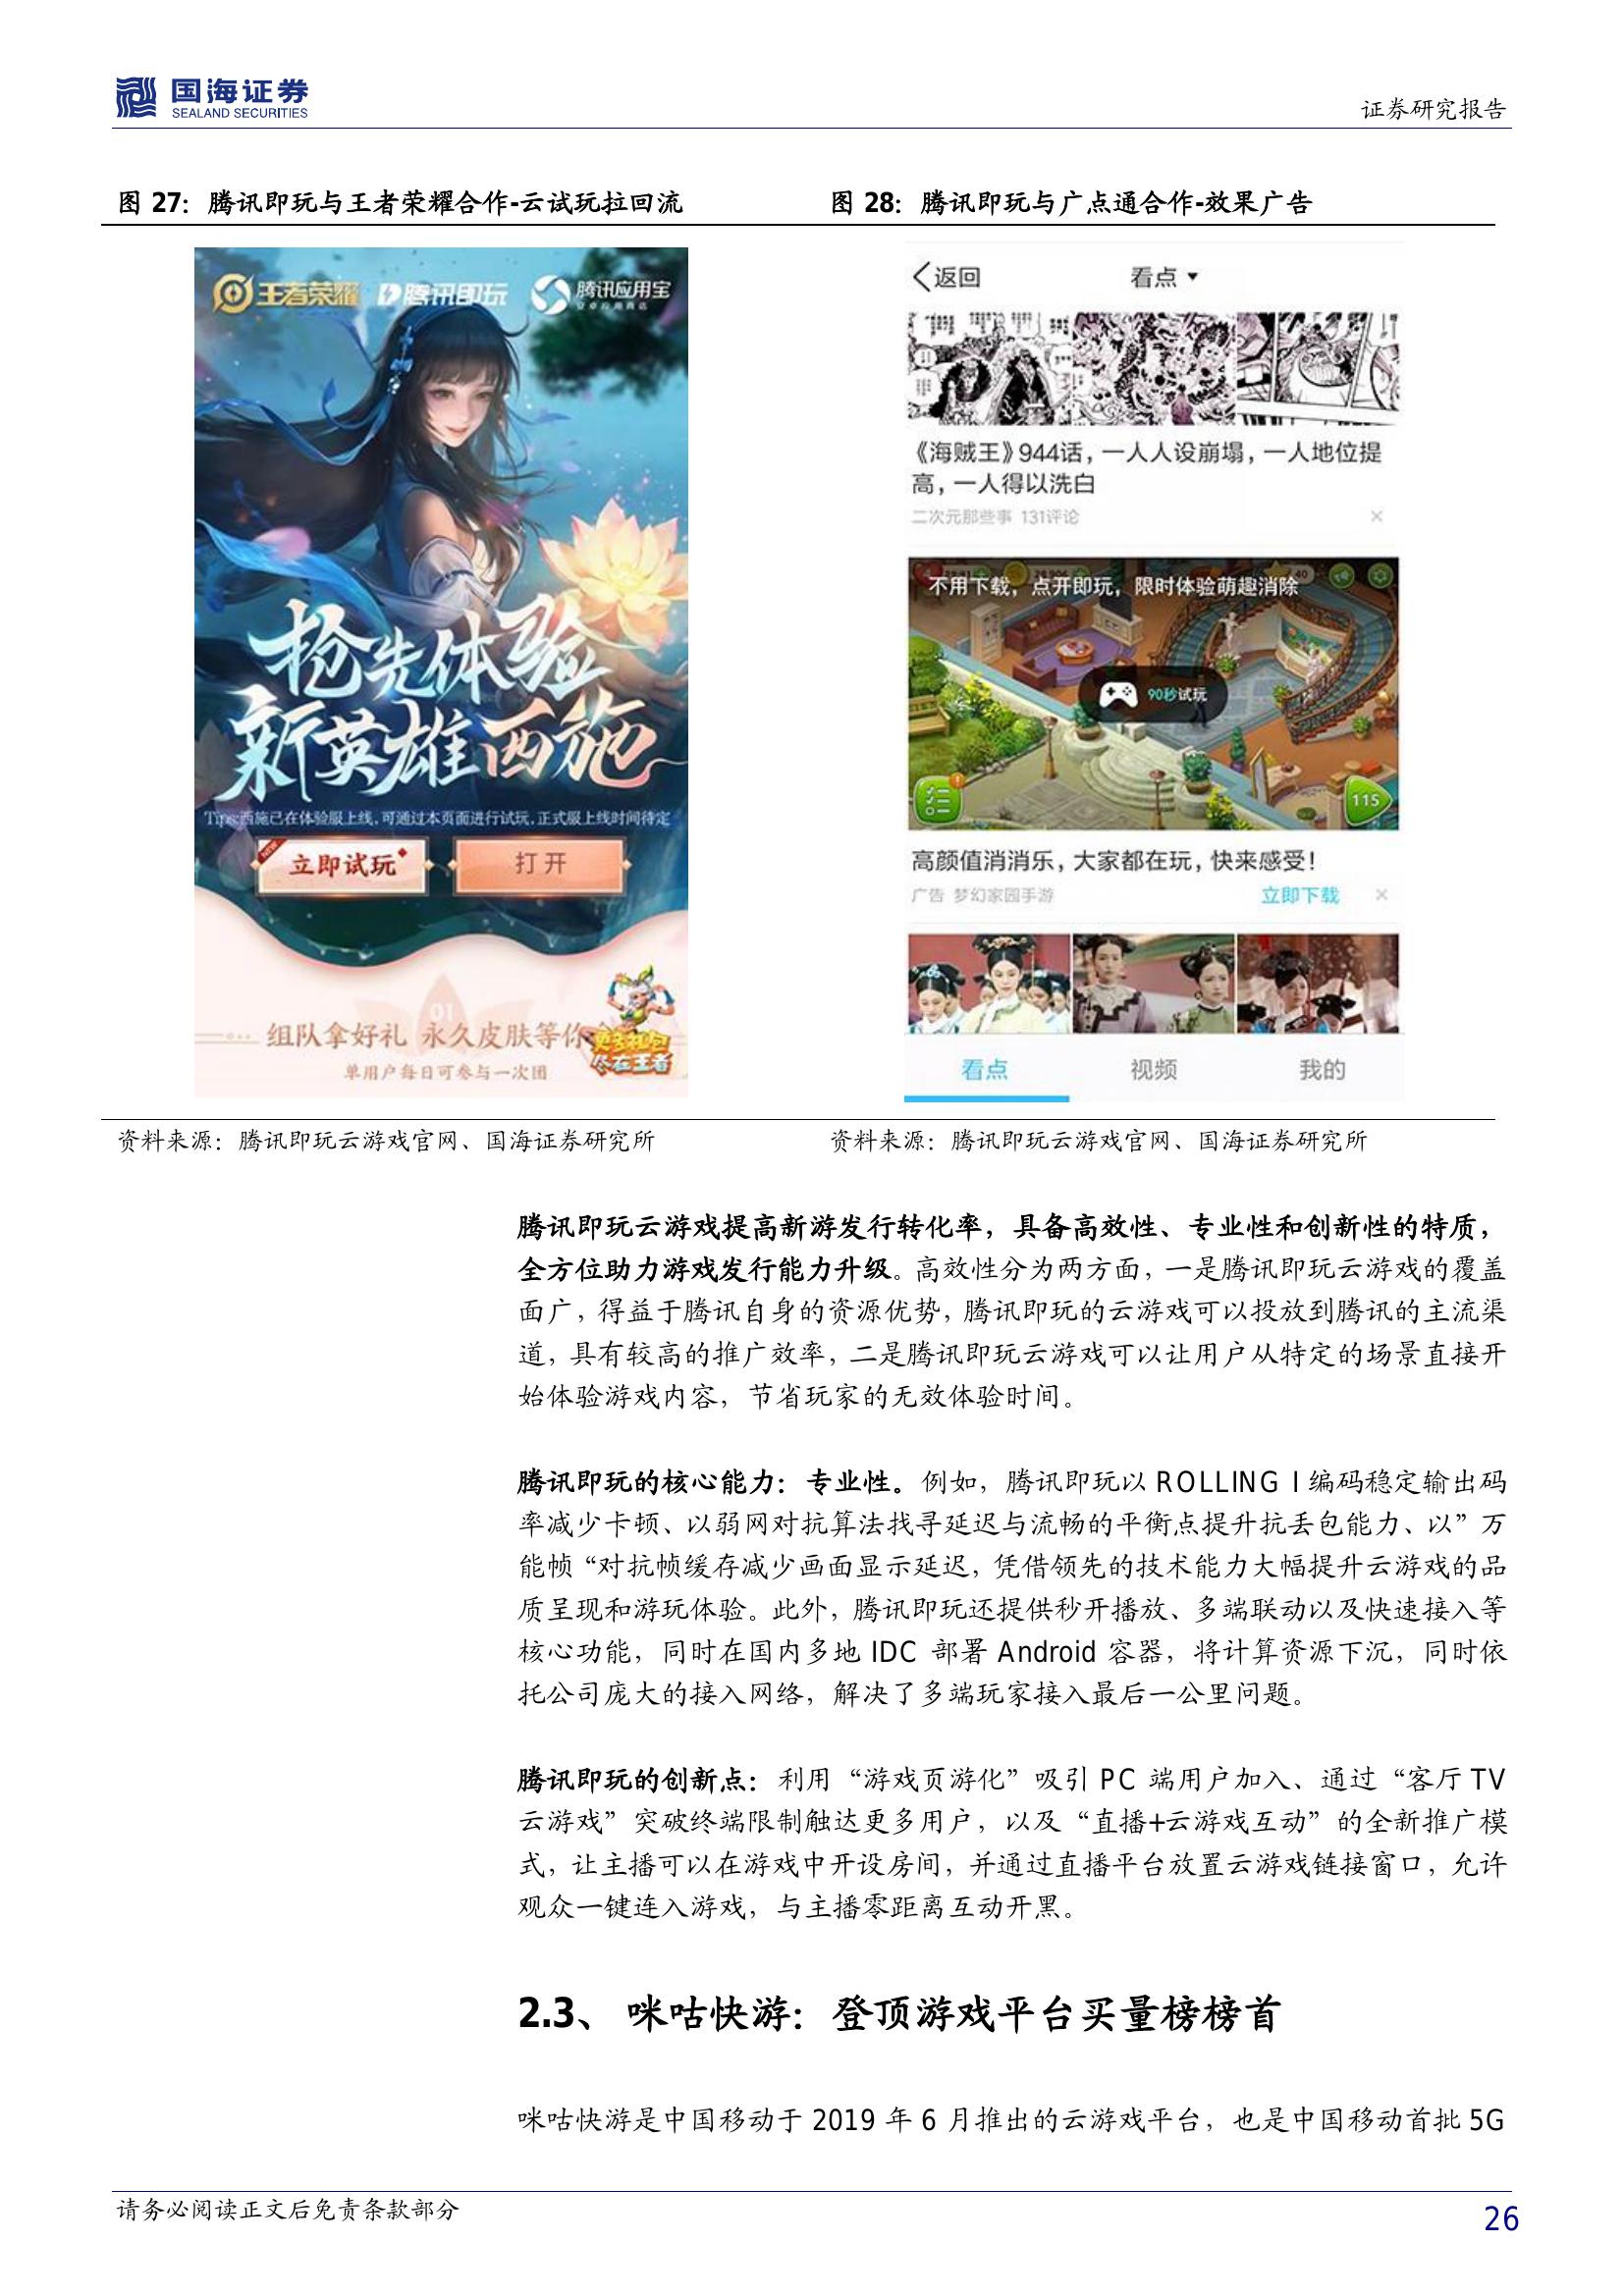 国海证券
SEALAND SECURITIES
证券研究报告
图 27：腾讯即玩与王者荣耀合作-云试玩拉回流
图 28：腾讯即玩与广点通合作-效果广告
王者荣耀 腾讯即玩 腾讯应用宝
抢先体验
新英雄西施
Tips:西施已在体验服上线,可通过本页面进行试玩,正式服上线时间待定
NEW
立即试玩
打开
01
组队拿好礼 永久皮肤等你
单用户每日可参与一次团
更多礼包
尽在王者
返回
看点
《海贼王》944话，一人人设崩塌，一人地位提
高，一人得以洗白
二次元那些事 131评论
不用下载，点开即玩，限时体验萌趣消除
90秒试玩
115
高颜值消消乐，大家都在玩，快来感受！
广告 梦幻家园手游
立即下载
看点
视频
我的
资料来源：腾讯即玩云游戏官网、国海证券研究所
资料来源：腾讯即玩云游戏官网、国海证券研究所
腾讯即玩云游戏提高新游发行转化率，具备高效性、专业性和创新性的特质，
全方位助力游戏发行能力升级。高效性分为两方面，一是腾讯即玩云游戏的覆盖
面广，得益于腾讯自身的资源优势，腾讯即玩的云游戏可以投放到腾讯的主流渠
道，具有较高的推广效率，二是腾讯即玩云游戏可以让用户从特定的场景直接开
始体验游戏内容，节省玩家的无效体验时间。
腾讯即玩的核心能力：专业性。例如，腾讯即玩以 ROLLING I 编码稳定输出码
率减少卡顿、以弱网对抗算法找寻延迟与流畅的平衡点提升抗丢包能力、以”万
能帧“对抗帧缓存减少画面显示延迟，凭借领先的技术能力大幅提升云游戏的品
质呈现和游玩体验。此外，腾讯即玩还提供秒开播放、多端联动以及快速接入等
核心功能，同时在国内多地 IDC 部署 Android 容器，将计算资源下沉，同时依
托公司庞大的接入网络，解决了多端玩家接入最后一公里问题。
腾讯即玩的创新点：利用“游戏页游化”吸引 PC 端用户加入、通过“客厅 TV
云游戏”突破终端限制触达更多用户，以及“直播+云游戏互动”的全新推广模
式，让主播可以在游戏中开设房间，并通过直播平台放置云游戏链接窗口，允许
观众一键连入游戏，与主播零距离互动开黑。
2.3、 咪咕快游：登顶游戏平台买量榜榜首
咪咕快游是中国移动于 2019 年 6 月推出的云游戏平台，也是中国移动首批 5G
请务必阅读正文后免责条款部分
26